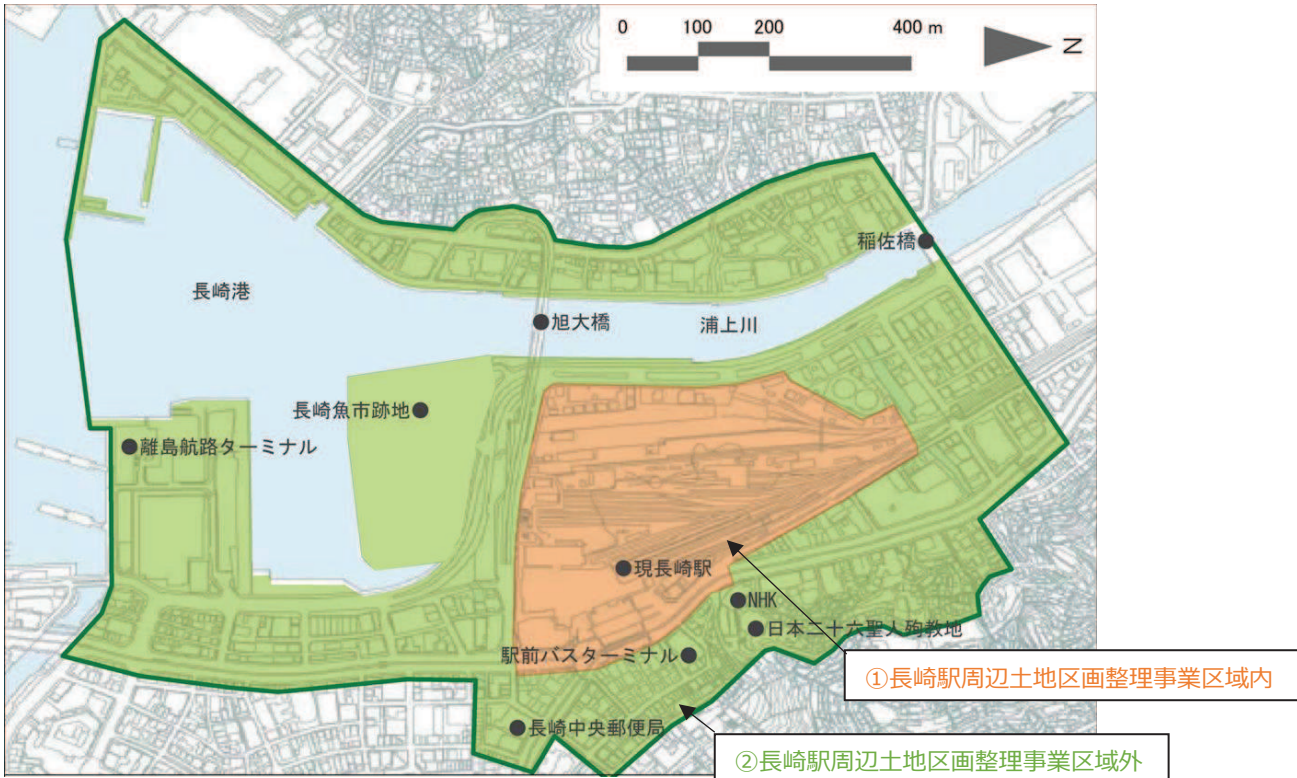 0 100 200 400 m
N
稲佐橋
長崎港
旭大橋
浦上川
長崎魚市跡地
離島航路ターミナル
現長崎駅
NHK
日本二十六聖人殉教地
駅前バスターミナル
①長崎駅周辺土地区画整理事業区域内
長崎中央郵便局
②長崎駅周辺土地区画整理事業区域外